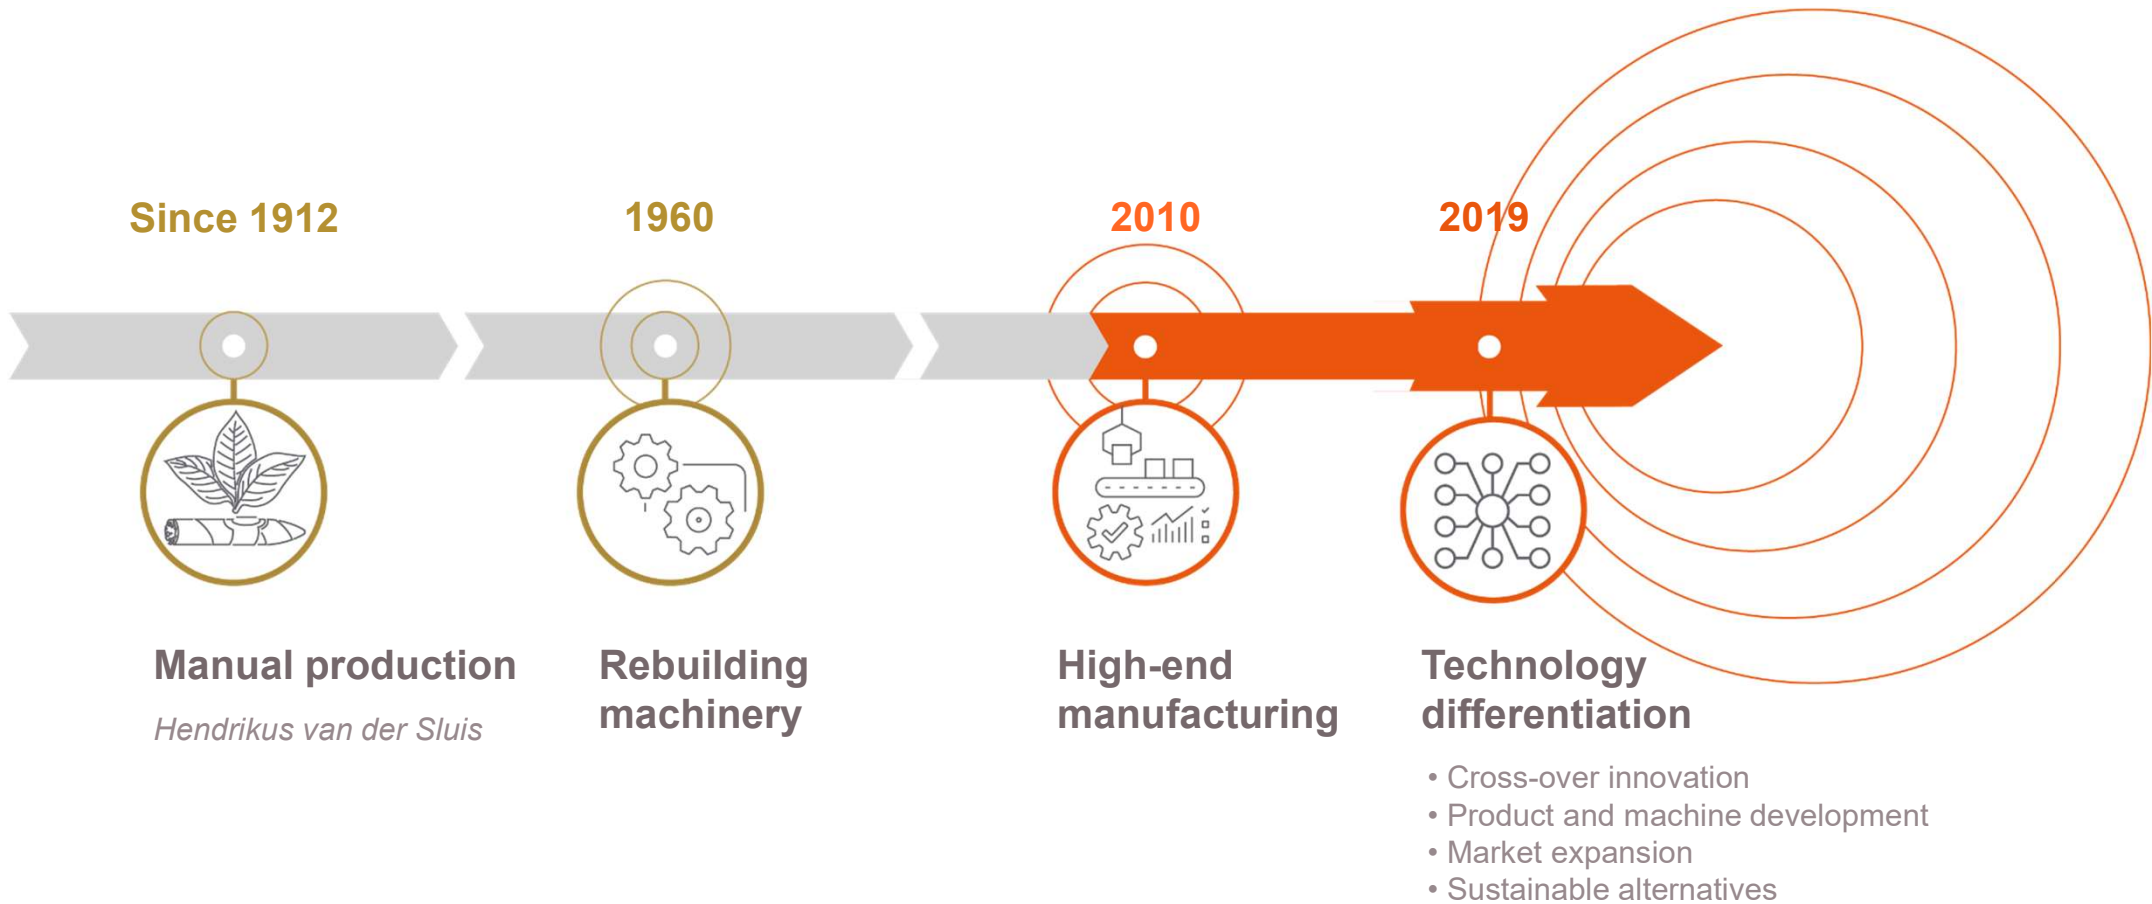 Since 1912
1960
2010
2019
Manual production
Hendrikus van der Sluis
Rebuilding
machinery
High-end
manufacturing
Technology
differentiation
• Cross-over innovation
• Product and machine development
• Market expansion
• Sustainable alternatives